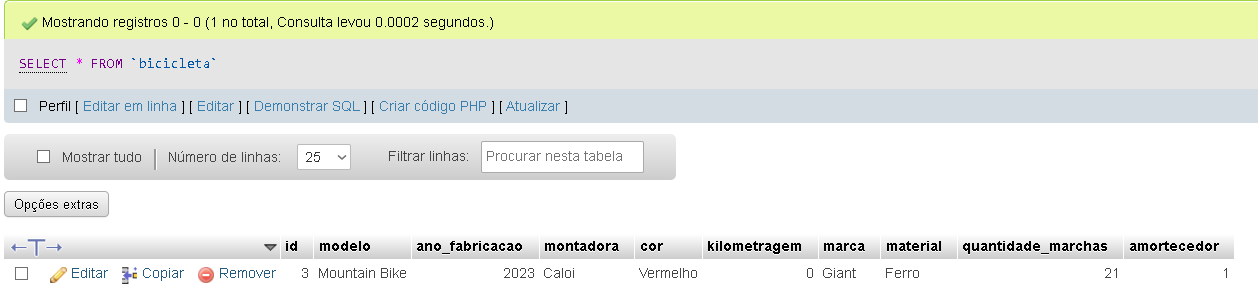 Mostrando registros 0 - 0 (1 no total, Consulta levou 0.0002 segundos.)
SELECT * FROM `bicicleta`
Perfil [ Editar em linha ] [ Editar ] [ Demonstrar SQL ] [ Criar código PHP ] [ Atualizar ]
Mostrar tudo | Número de linhas: 25 Filtrar linhas: Procurar nesta tabela
Opções extras
←T→ id modelo ano_fabricacao montadora cor kilometragem marca material quantidade_marchas amortecedor
Editar Copiar Remover 3 Mountain Bike 2023 Caloi Vermelho 0 Giant Ferro 21 1